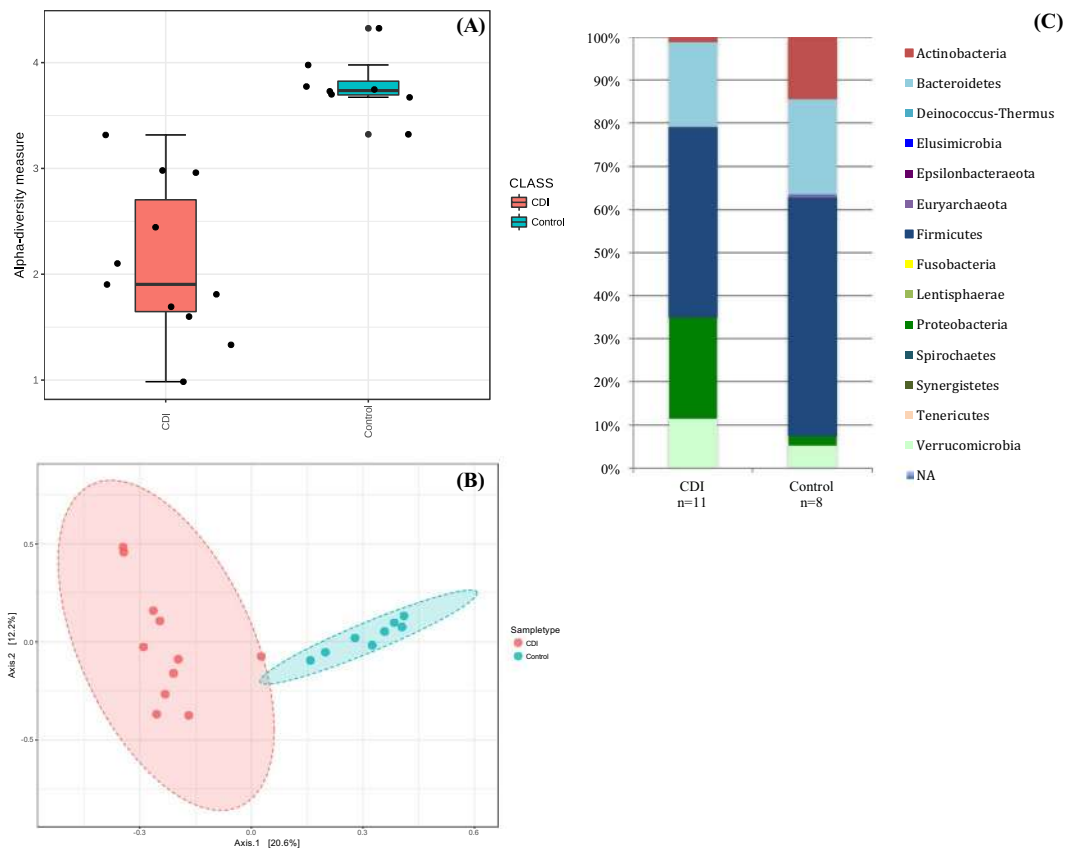 (A)
4
3
2
1
Alpha-diversity measure
CDI
Control
CLASS
CDI
Control
(B)
0.5
0.0
-0.5
Axis.2 [12.2%]
-0.3
0.0
0.3
0.6
Axis.1 [20.6%]
Sampletype
CDI
Control
(C)
100%
90%
80%
70%
60%
50%
40%
30%
20%
10%
0%
CDI
n=11
Control
n=8
Actinobacteria
Bacteroidetes
Deinococcus-Thermus
Elusimicrobia
Epsilonbacteraeota
Euryarchaeota
Firmicutes
Fusobacteria
Lentisphaerae
Proteobacteria
Spirochaetes
Synergistetes
Tenericutes
Verrucomicrobia
NA